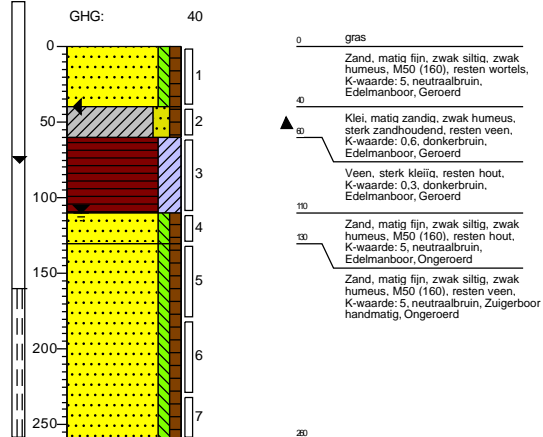 GHG: 40
0
50
100
150
200
250
1
2
3
4
5
6
7
0 gras
Zand, matig fijn, zwak siltig, zwak
humeus, M50 (160), resten wortels,
K-waarde: 5, neutraalbruin,
Edelmanboor, Geroerd
40
Klei, matig zandig, zwak humeus,
sterk zandhoudend, resten veen,
K-waarde: 0,6, donkerbruin,
Edelmanboor, Geroerd
60
Veen, sterk kleiïg, resten hout,
K-waarde: 0,3, donkerbruin,
Edelmanboor, Geroerd
110
Zand, matig fijn, zwak siltig, zwak
humeus, M50 (160), resten hout,
K-waarde: 5, neutraalbruin,
Edelmanboor, Ongeroerd
130
Zand, matig fijn, zwak siltig, zwak
humeus, M50 (160), resten veen,
K-waarde: 5, neutraalbruin, Zuigerboor
handmatig, Ongeroerd
260